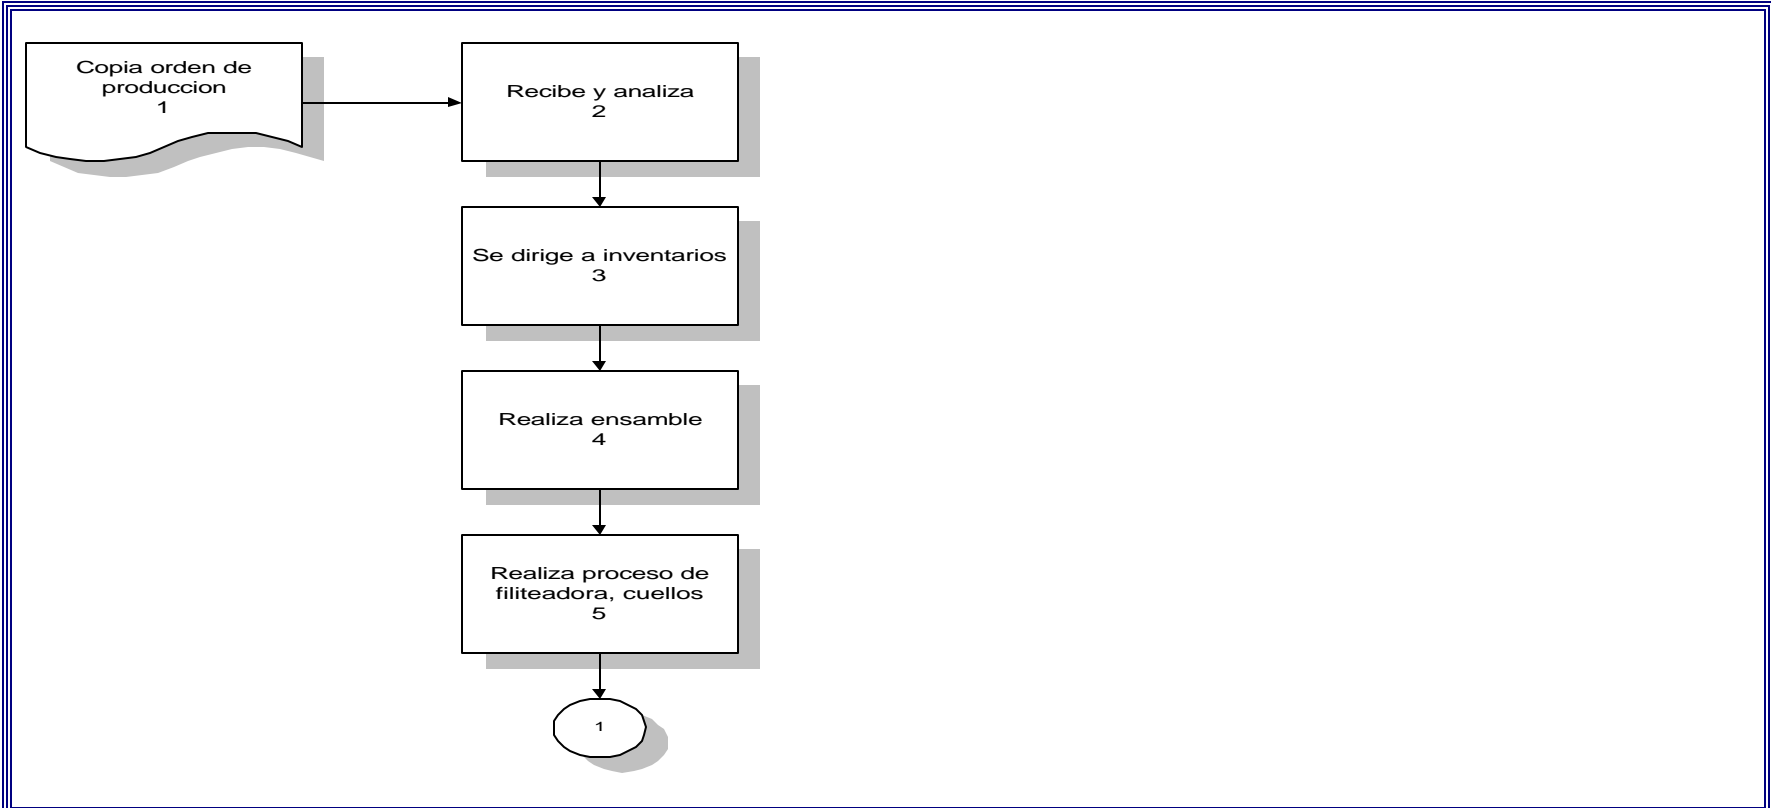 Copia orden de
produccion
1
Recibe y analiza
2
Se dirige a inventarios
3
Realiza ensamble
4
Realiza proceso de
filiteadora, cuellos
5
1